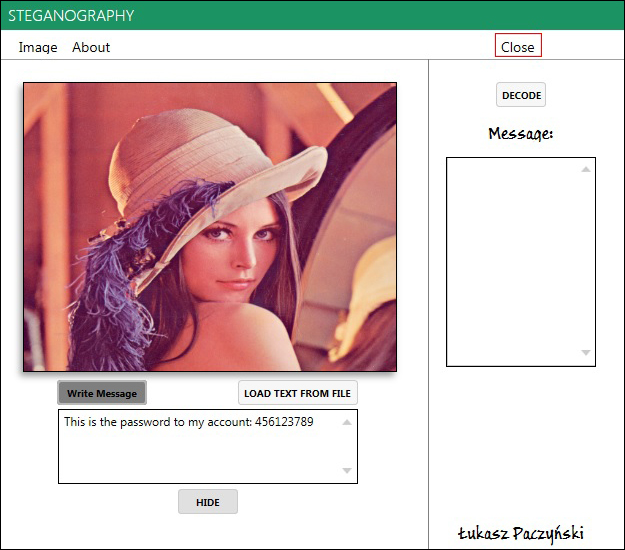 STEGANOGRAPHY
Image About Close
DECODE
Message:
Write Message LOAD TEXT FROM FILE
This is the password to my account: 456123789
HIDE
Łukasz Paczyński